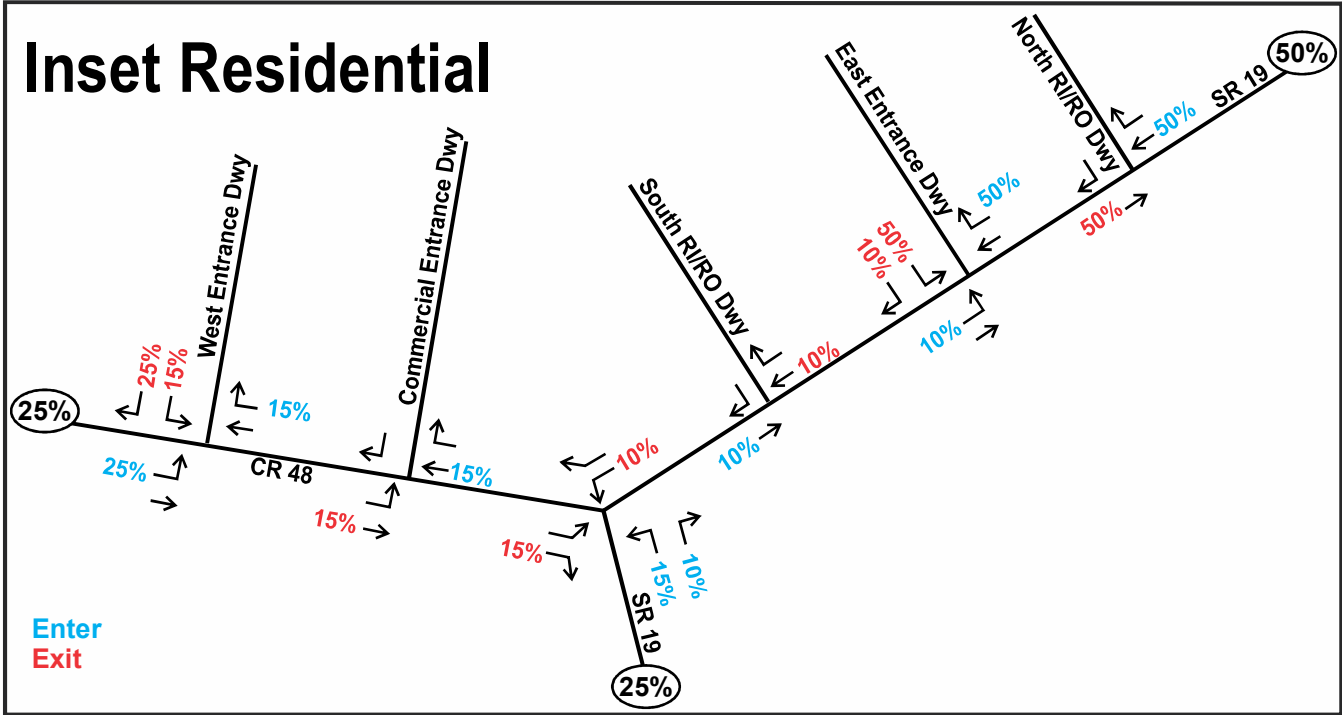 Inset Residential
50%
SR 19
North RI/RO Dwy
50%
50%
East Entrance Dwy
50%
50%
10%
10%
South RI/RO Dwy
10%
10%
Commercial Entrance Dwy
15%
15%
West Entrance Dwy
25%
15%
15%
25%
25%
CR 48
10%
15%
15%
10%
SR 19
25%
Enter
Exit